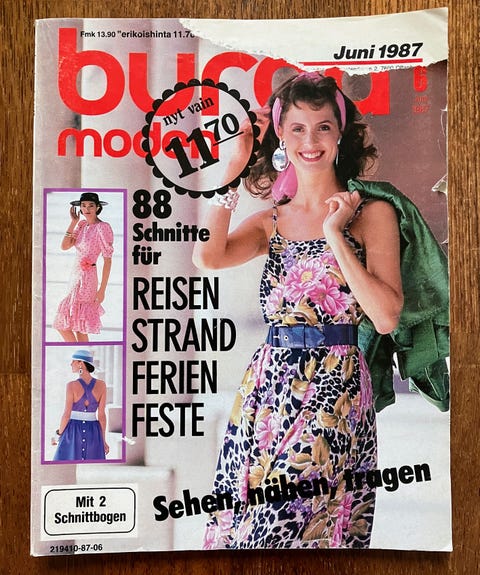 Fmk 13.90 "erikoishinta 11.70
Juni 1987
burda
moden
nyt vain
11.70
88
Schnitte
für
REISEN
STRAND
FERIEN
FESTE
Sehen, nähen, tragen
Mit 2
Schnittbogen
219410-87-06